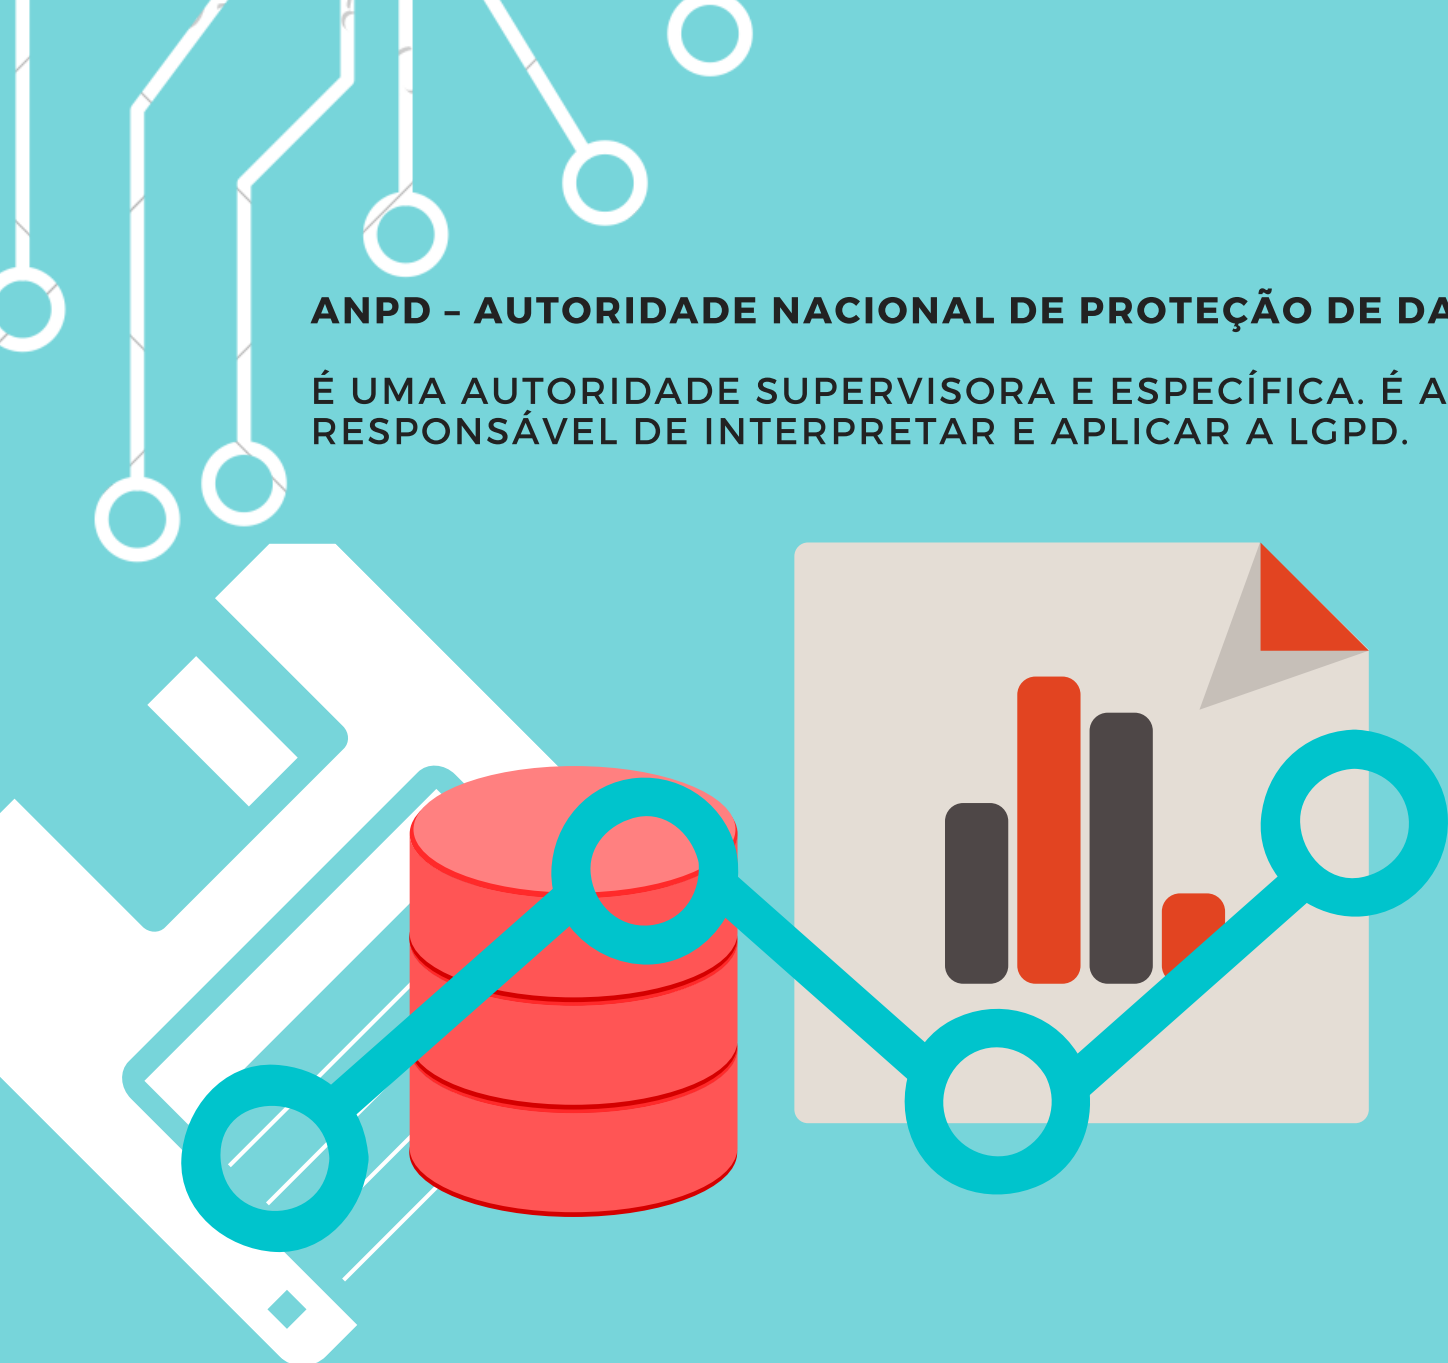 ANPD – AUTORIDADE NACIONAL DE PROTEÇÃO DE DA
É UMA AUTORIDADE SUPERVISORA E ESPECÍFICA. É A
RESPONSÁVEL DE INTERPRETAR E APLICAR A LGPD.